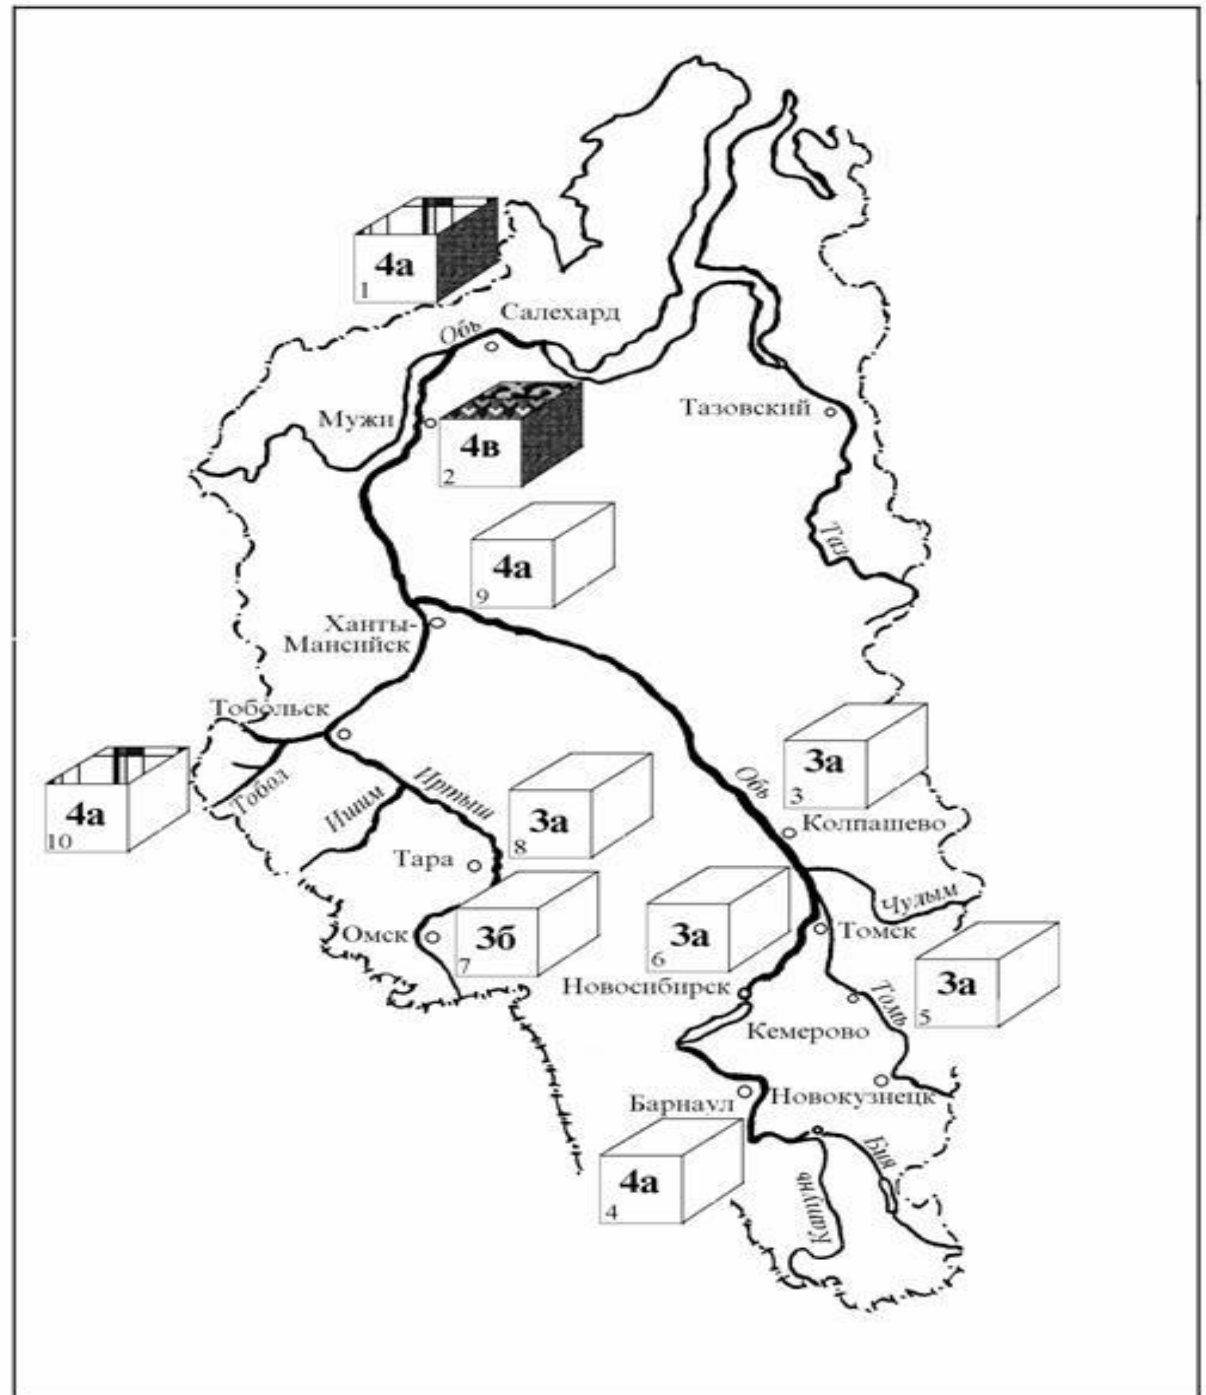 4а
1
Обь
Салехард
Мужи
4в
2
Тазовский
4а
9
Таз
Ханты-
Мансийск
Тобольск
4а
10
Тобол
Ишим
Иртыш
3а
8
Обь
3а
3
Колпашево
Тара
Чулым
Омск
3б
7
3а
6
Томск
Новосибирск
3а
5
Томь
Кемерово
Новокузнецк
Барнаул
4а
4
Катунь
Бия